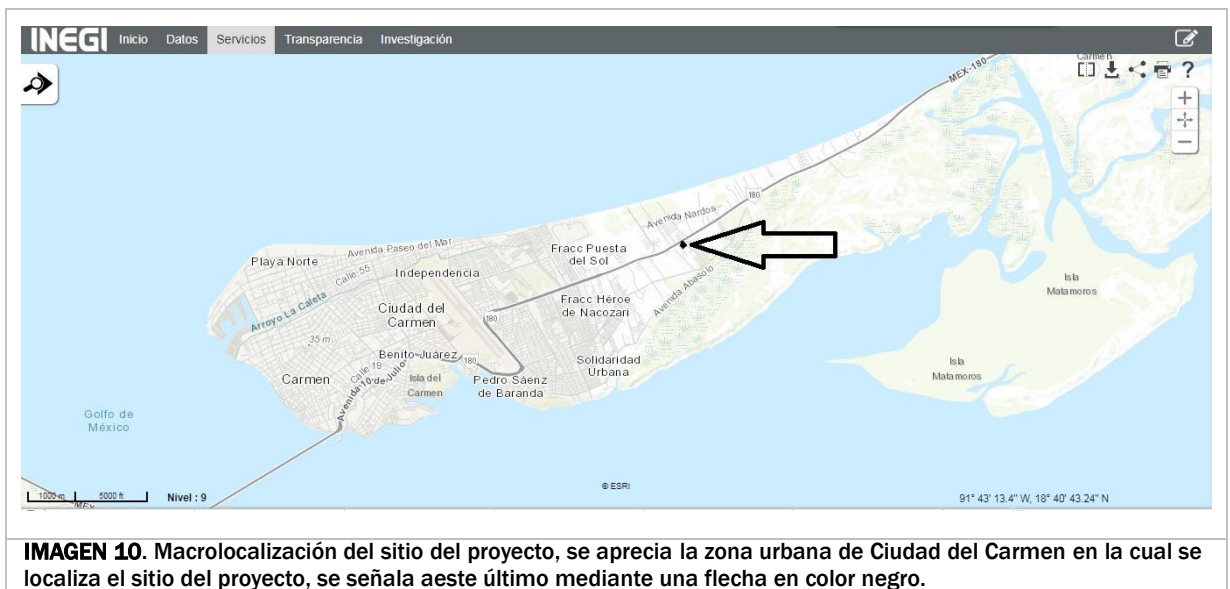 INEGI Inicio Datos Servicios Transparencia Investigación
Carmen
MEX-180
?
180
Avenida Nardos
Avenida Paseo del Mar
Fracc Puesta
del Sol
Playa Norte
Calle 55
Independencia
Avenida Abasolo
Isla
Matamoros
Arroyo La Caleta
Ciudad del
Carmen
Fracc Héroe
de Nacozari
180
35 m
Benito Juárez
180
Solidaridad
Urbana
Isla
Matamoros
Carmen
Calle 19
Avenida 10 de Julio
Isla del
Carmen
Pedro Sáenz
de Baranda
Golfo de
México
© ESRI
1000 m 5000 ft Nivel : 9
91° 43' 13.4" W, 18° 40' 43.24" N
IMAGEN 10. Macrolocalización del sitio del proyecto, se aprecia la zona urbana de Ciudad del Carmen en la cual se
localiza el sitio del proyecto, se señala aeste último mediante una flecha en color negro.